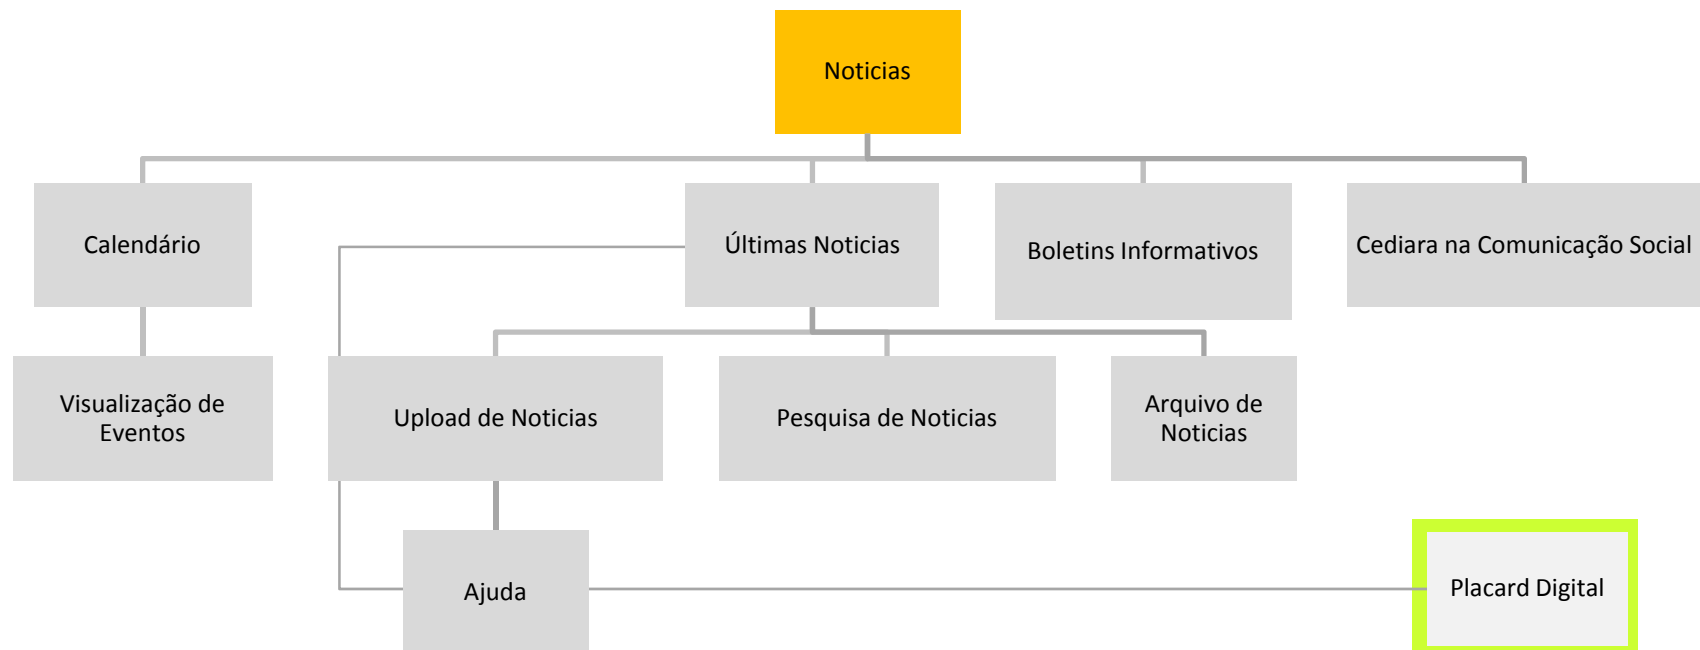 Noticias
Calendário
Últimas Noticias
Boletins Informativos
Cediara na Comunicação Social
Visualização de
Eventos
Upload de Noticias
Pesquisa de Noticias
Arquivo de
Noticias
Ajuda
Placard Digital